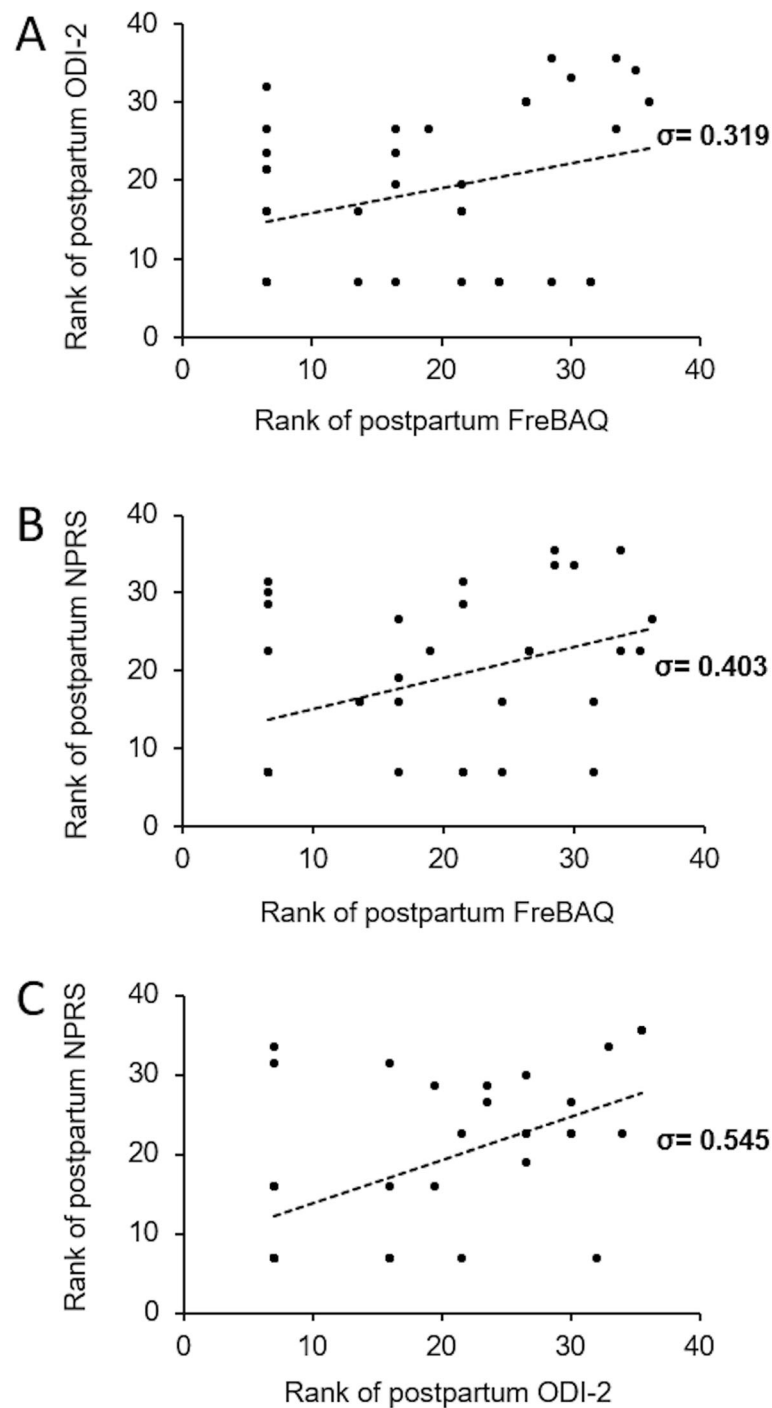 A
Rank of postpartum ODI-2
40
30
20
10
0
0 10 20 30 40
Rank of postpartum FreBAQ
σ= 0.319
B
Rank of postpartum NPRS
40
30
20
10
0
0 10 20 30 40
Rank of postpartum FreBAQ
σ= 0.403
C
Rank of postpartum NPRS
40
30
20
10
0
0 10 20 30 40
Rank of postpartum ODI-2
σ= 0.545